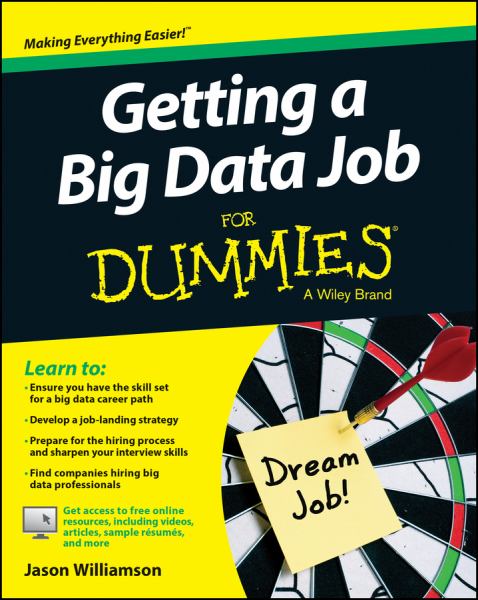 Making Everything Easier!™
Getting a
Big Data Job
FOR
DUMMIES®
A Wiley Brand
Learn to:
• Ensure you have the skill set
for a big data career path
• Develop a job-landing strategy
• Prepare for the hiring process
and sharpen your interview skills
• Find companies hiring big
data professionals
Get access to free online
resources, including videos,
articles, sample résumés,
and more
Dream
Job!
Jason Williamson